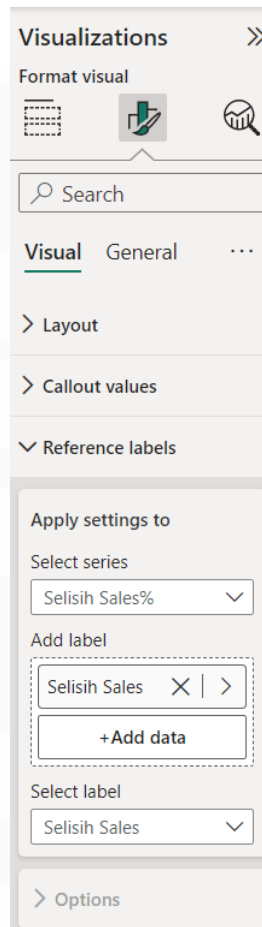 Visualizations
Format visual
Search
Visual General
Layout
Callout values
Reference labels
Apply settings to
Select series
Selisih Sales%
Add label
Selisih Sales
+Add data
Select label
Selisih Sales
Options